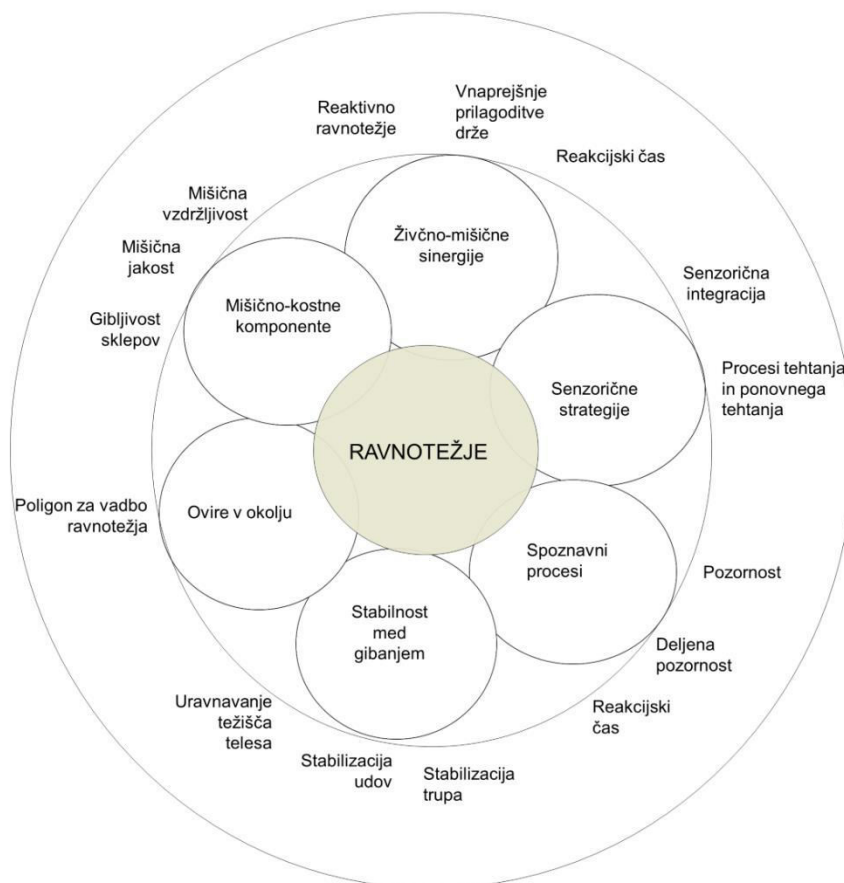 Reaktivno
ravnotežje
Vnaprejšnje
prilagoditve
drže
Reakcijski čas
Mišična
vzdržljivost
Mišična
jakost
Gibljivost
sklepov
Živčno-mišične
sinergije
Mišično-kostne
komponente
Senzorična
integracija
Procesi tehtanja
in ponovnega
tehtanja
Senzorične
strategije
RAVNOTEŽJE
Poligon za vadbo
ravnotežja
Ovire v okolju
Spoznavni
procesi
Pozornost
Stabilnost
med
gibanjem
Deljena
pozornost
Reakcijski
čas
Uravnavanje
težišča
telesa
Stabilizacija
udov
Stabilizacija
trupa